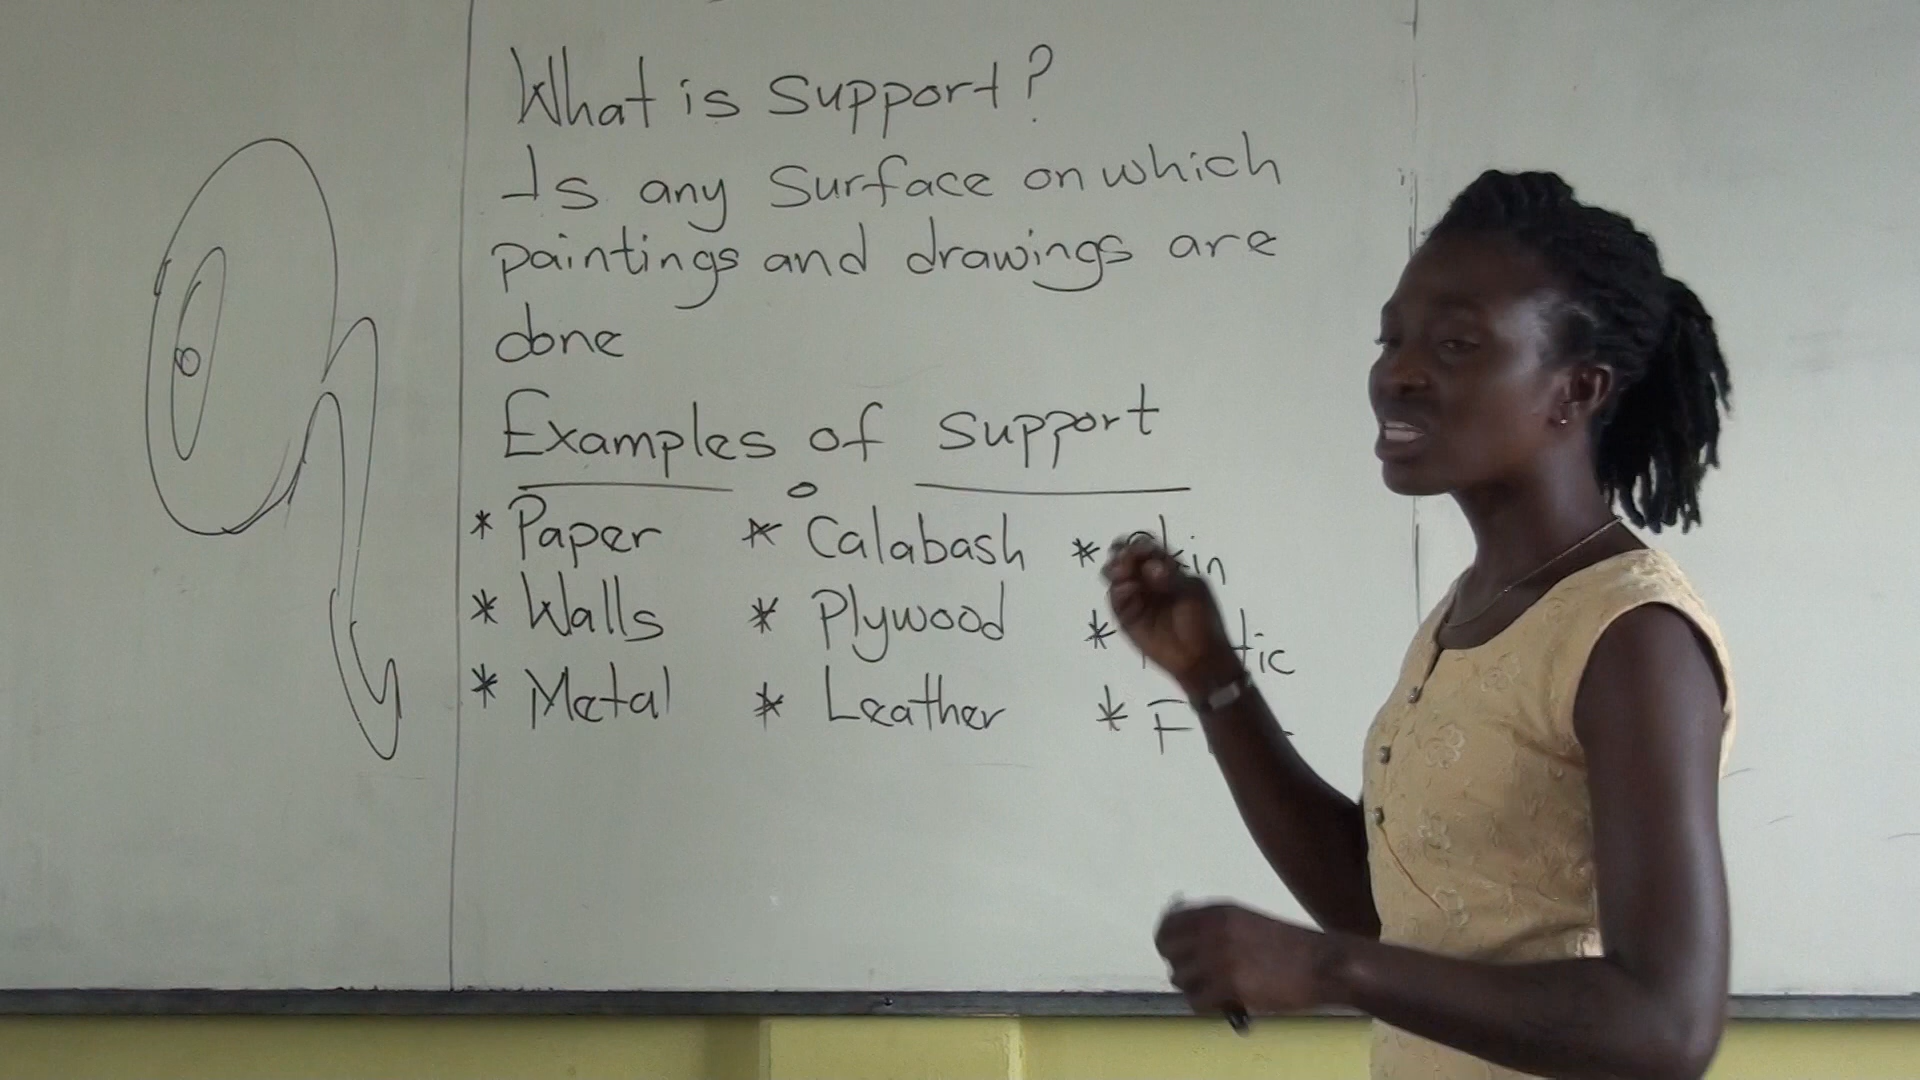 What is Support?
Is any Surface on which
paintings and drawings are
done
Examples of Support
* Paper * Calabash *
* Walls * Plywood *
* Metal * Leather *